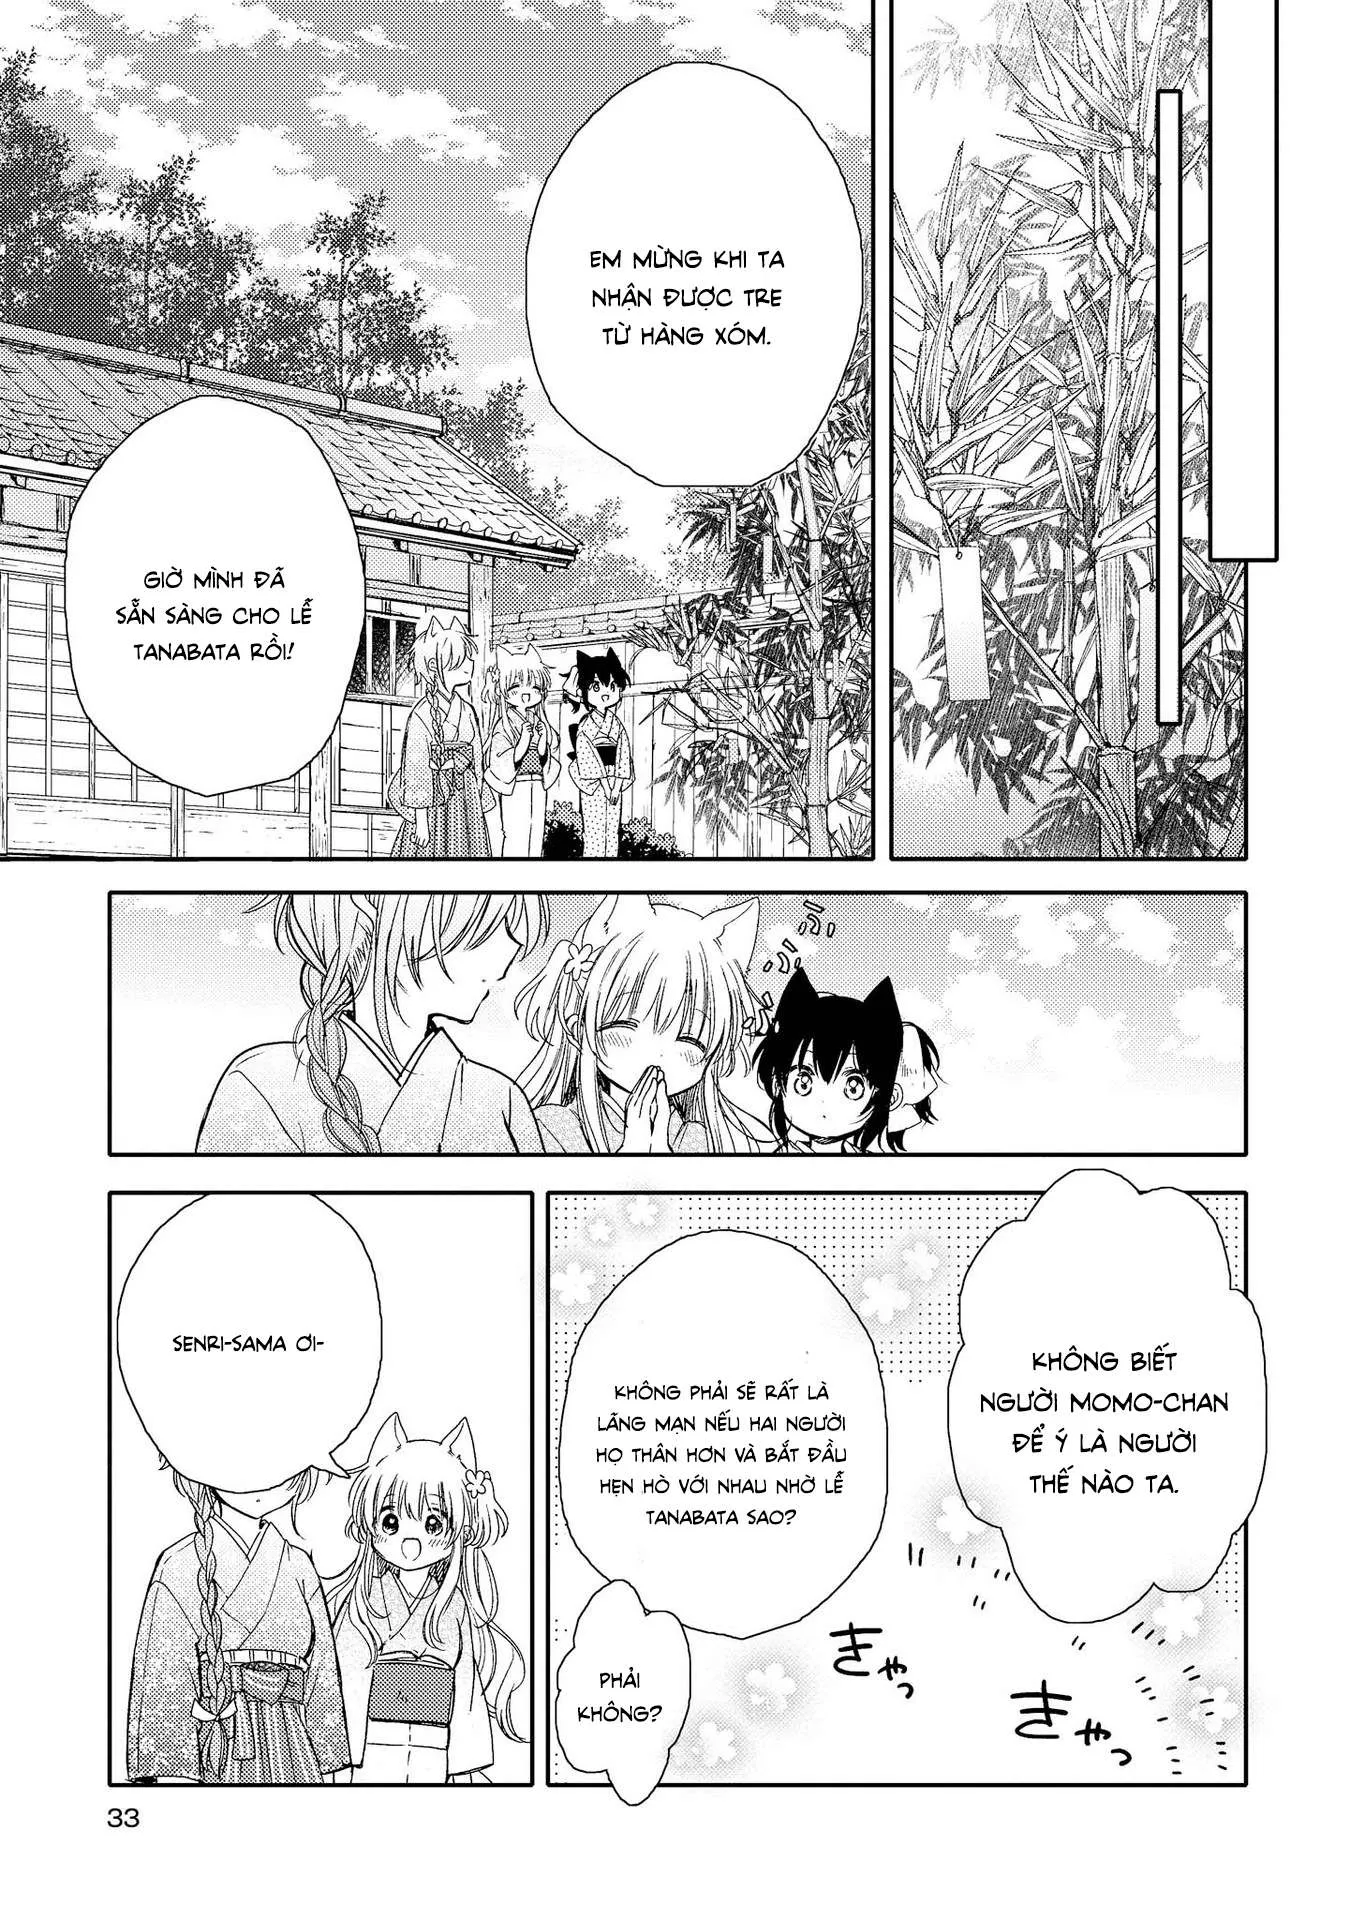 EM MỪNG KHI TA
NHẬN ĐƯỢC TRE
TỪ HÀNG XÓM.
GIỜ MÌNH ĐÃ
SẴN SÀNG CHO LỄ
TANABATA RỒI!
ふ
ぷ
ぷ
KHÔNG BIẾT
NGƯỜI MOMO-CHAN
ĐỂ Ý LÀ NGƯỜI
THẾ NÀO TA.
KHÔNG PHẢI SẼ RẤT LÀ
LÃNG MẠN NẾU HAI NGƯỜI
HỌ THÂN HƠN VÀ BẮT ĐẦU
HẸN HÒ VỚI NHAU NHỜ LỄ
TANABATA SAO?
PHẢI
KHÔNG?
きゃっ
きゃっ
SENRI-SAMA ƠI-
33